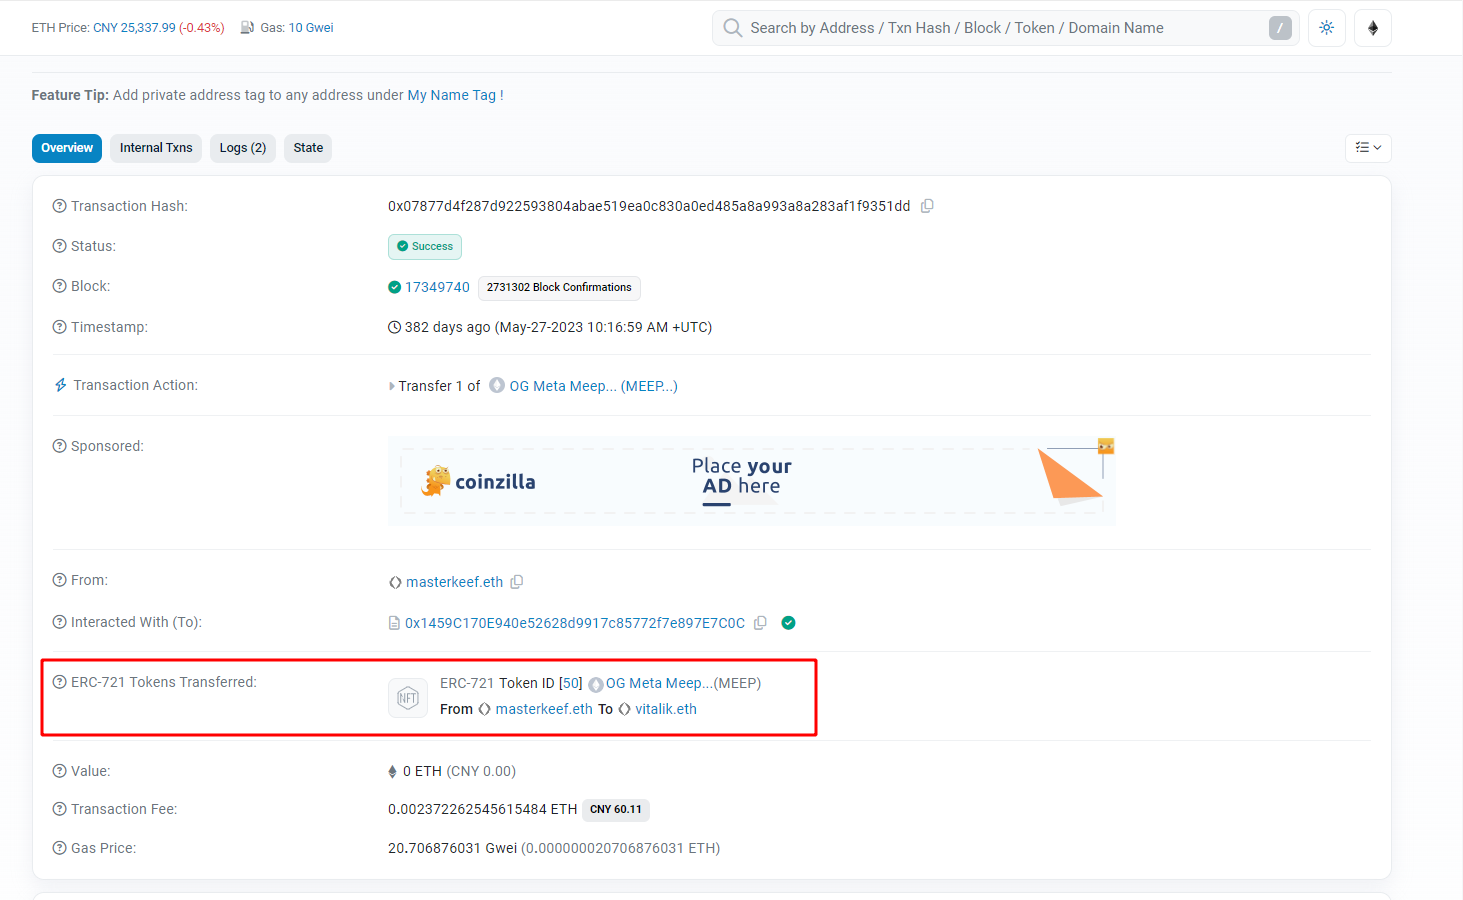 ETH Price: CNY 25,337.99 (-0.43%) Gas: 10 Gwei
Search by Address / Txn Hash / Block / Token / Domain Name /
Feature Tip: Add private address tag to any address under My Name Tag !
Overview Internal Txns Logs (2) State
Transaction Hash: 0x07877d4f287d922593804abae519ea0c830a0ed485a8a993a8a283af1f9351dd
Status: Success
Block: 17349740 2731302 Block Confirmations
Timestamp: 382 days ago (May-27-2023 10:16:59 AM +UTC)
Transaction Action: Transfer 1 of OG Meta Meep... (MEEP...)
Sponsored:
coinzilla
Place your
AD here
From: masterkeef.eth
Interacted With (To): 0x1459C170E940e52628d9917c85772f7e897E7C0C
ERC-721 Tokens Transferred:
NFT
ERC-721 Token ID [50] OG Meta Meep...(MEEP)
From masterkeef.eth To vitalik.eth
Value: 0 ETH (CNY 0.00)
Transaction Fee: 0.002372262545615484 ETH CNY 60.11
Gas Price: 20.706876031 Gwei (0.000000020706876031 ETH)